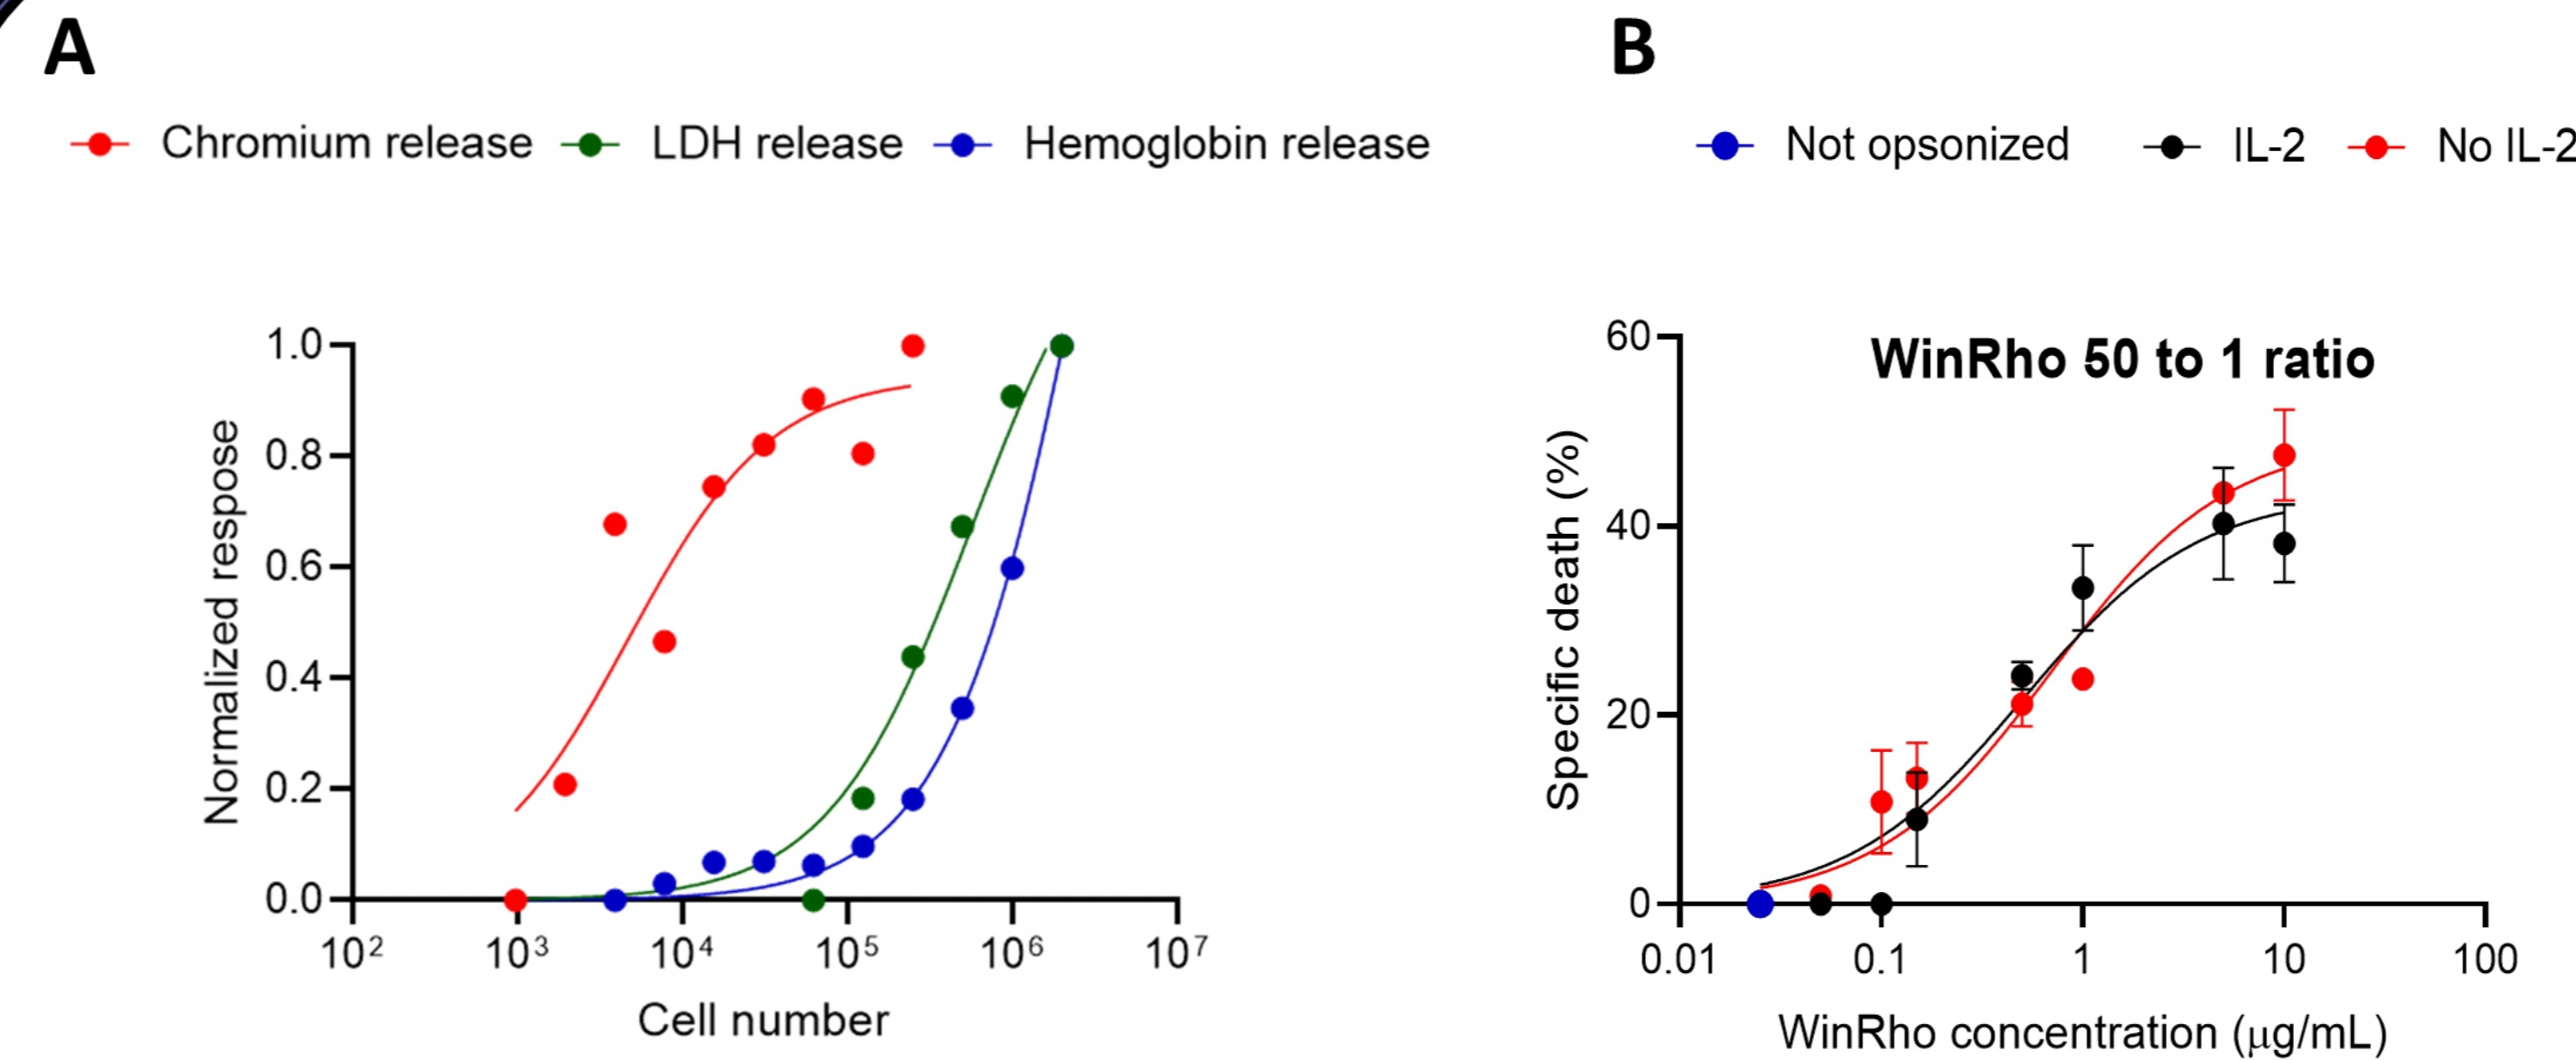 A
B
Chromium release LDH release Hemoglobin release
Not opsonized IL-2 No IL-2
Normalized respose
1.0
0.8
0.6
0.4
0.2
0.0
10² 10³ 10⁴ 10⁵ 10⁶ 10⁷
Cell number
WinRho 50 to 1 ratio
Specific death (%)
60
40
20
0
0.01 0.1 1 10 100
WinRho concentration (μg/mL)